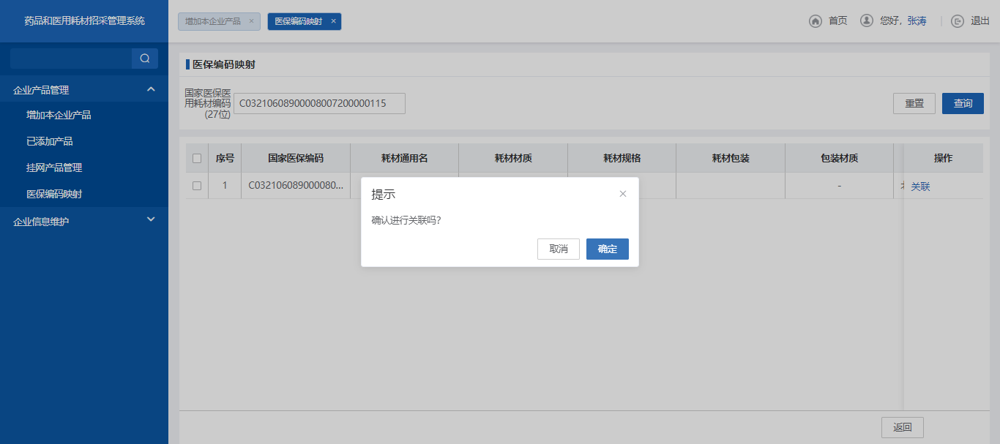 药品和医用耗材招采管理系统
增加本企业产品 ×
医保编码映射 ×
首页
您好，张涛
退出
企业产品管理
增加本企业产品
已添加产品
挂网产品管理
医保编码映射
企业信息维护
医保编码映射
国家医保医
用耗材编码
(27位)
C03210608900008007200000115
重置
查询
序号 国家医保编码 耗材通用名 耗材材质 耗材规格 耗材包装 包装材质 操作
1 C032106089000080... - 关联
提示
确认进行关联吗?
取消
确定
返回